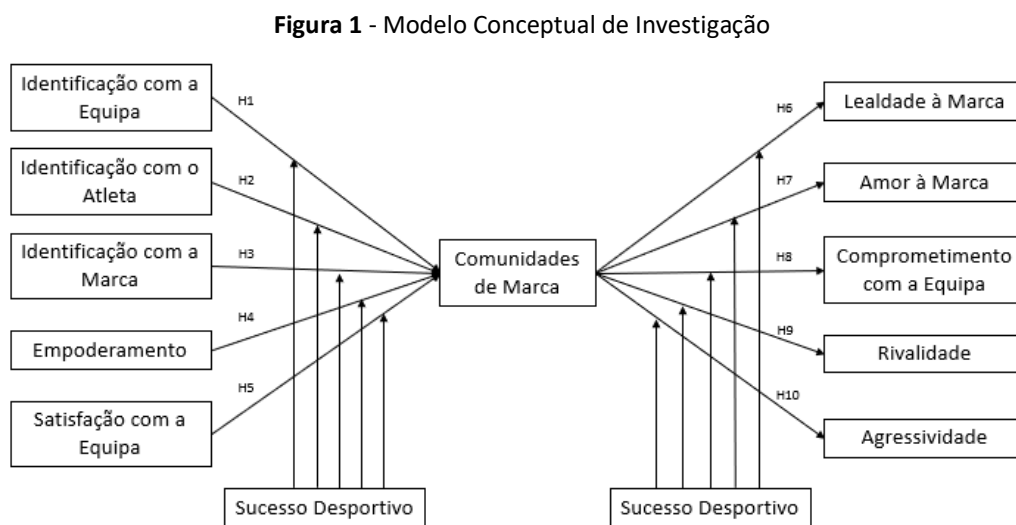 Figura 1 - Modelo Conceptual de Investigação
Identificação com a
Equipa
Identificação com o
Atleta
Identificação com a
Marca
Empoderamento
Satisfação com a
Equipa
H1
H2
H3
H4
H5
Comunidades
de Marca
H6
H7
H8
H9
H10
Lealdade à Marca
Amor à Marca
Comprometimento
com a Equipa
Rivalidade
Agressividade
Sucesso Desportivo
Sucesso Desportivo